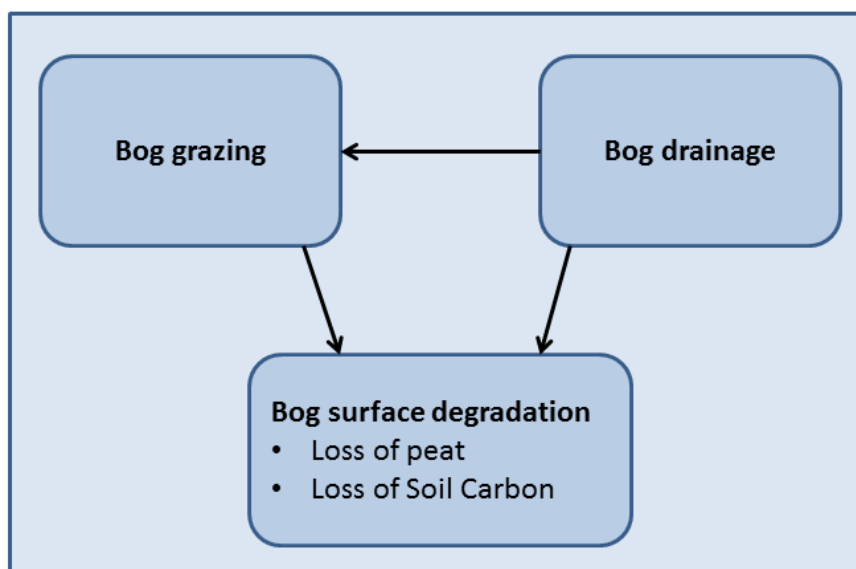 Bog grazing
Bog drainage
Bog surface degradation
• Loss of peat
• Loss of Soil Carbon